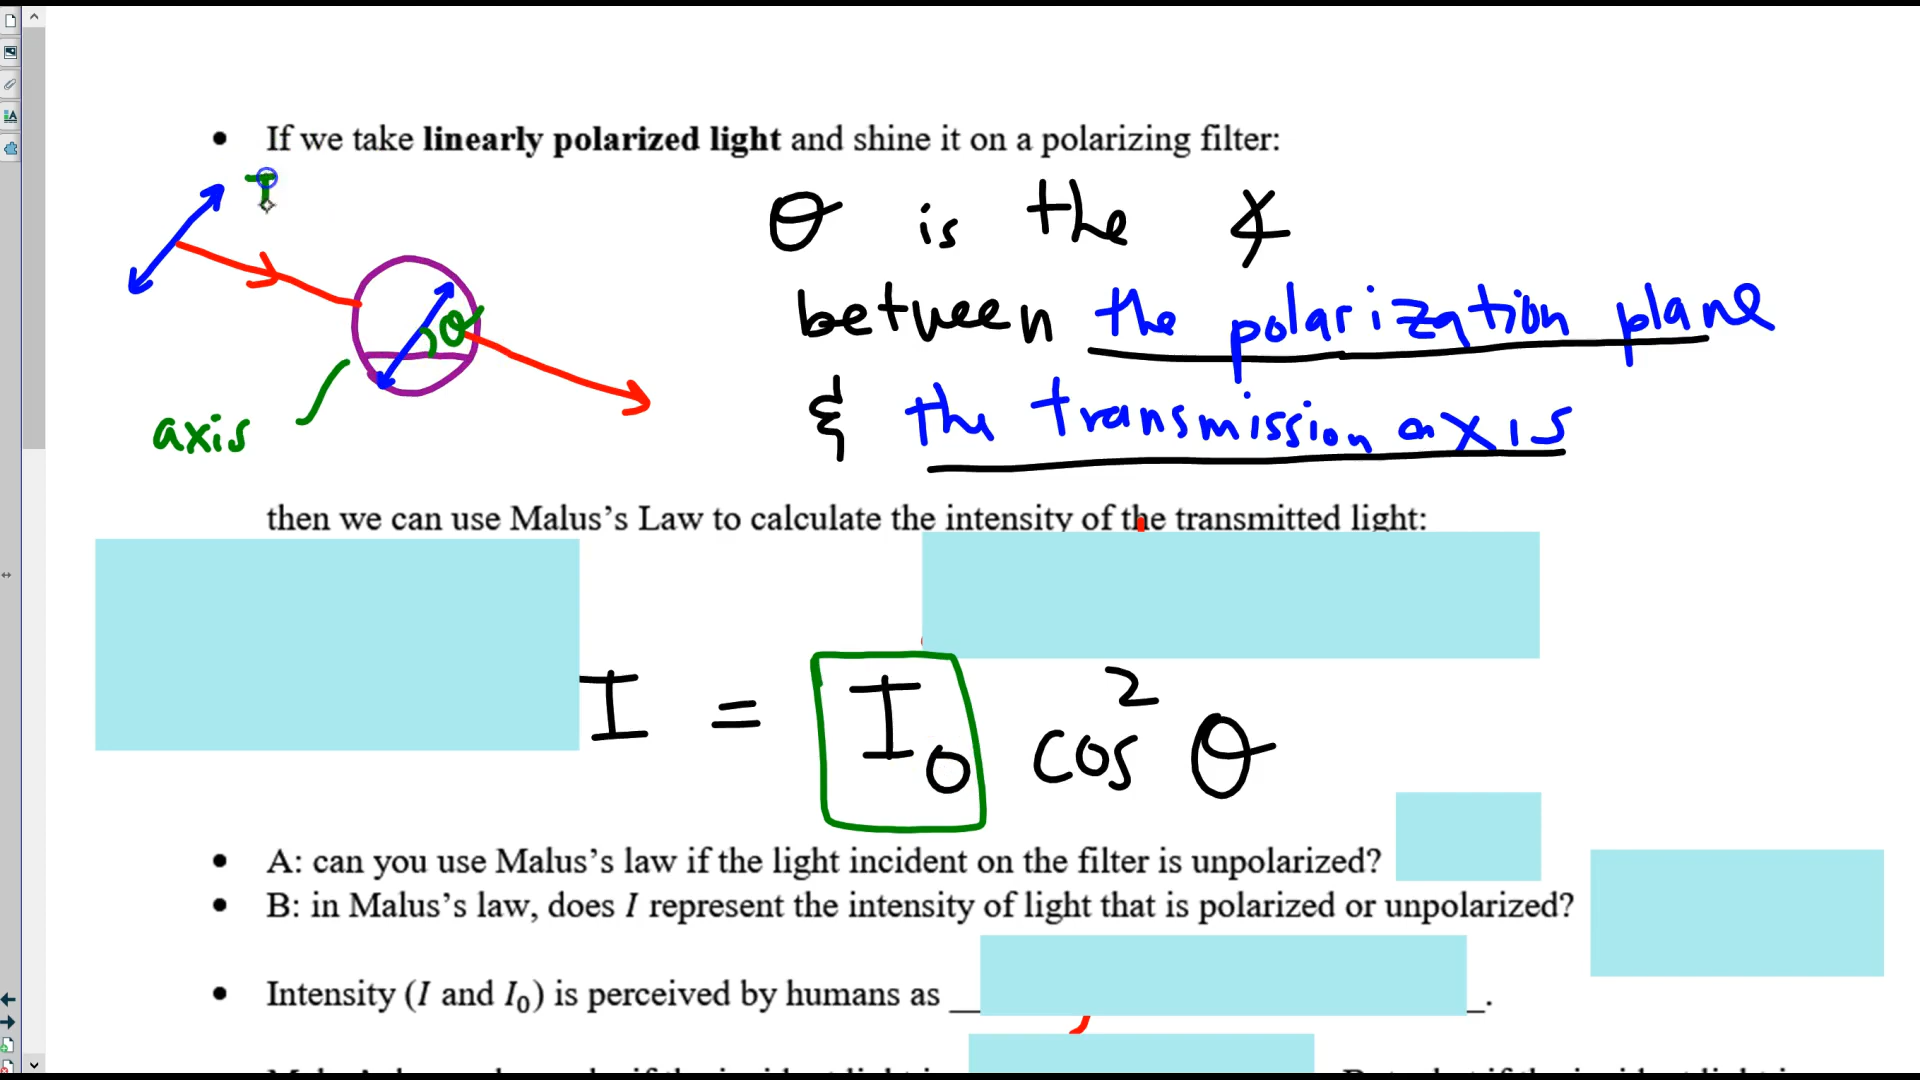 • If we take linearly polarized light and shine it on a polarizing filter:
I
θ is the ∡
θ
between the polarization plane
axis
& the transmission axis
then we can use Malus’s Law to calculate the intensity of the transmitted light:
I = I₀ cos² θ
• A: can you use Malus’s law if the light incident on the filter is unpolarized?
• B: in Malus’s law, does I represent the intensity of light that is polarized or unpolarized?
• Intensity (I and I₀) is perceived by humans as __ _.